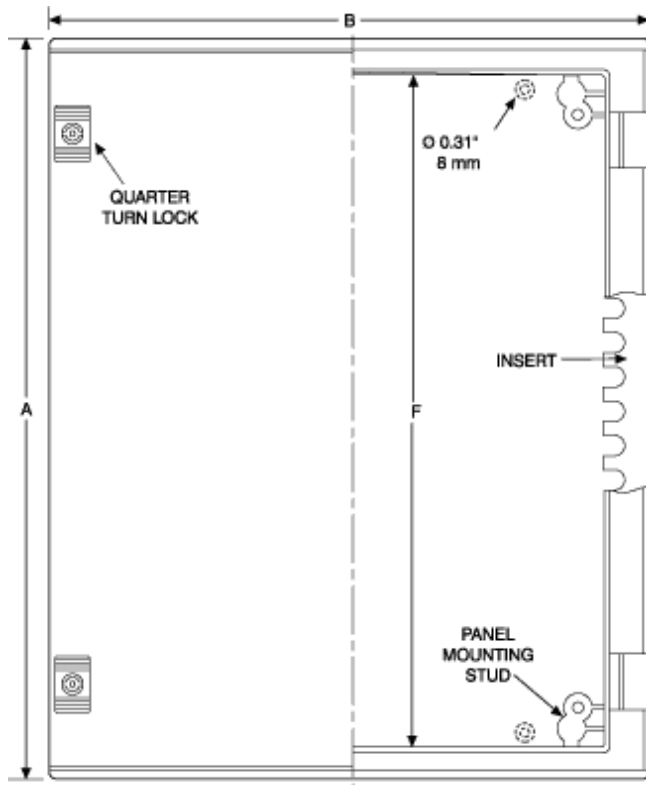 B
Ø 0.31"
8 mm
QUARTER
TURN LOCK
INSERT
A
F
PANEL
MOUNTING
STUD